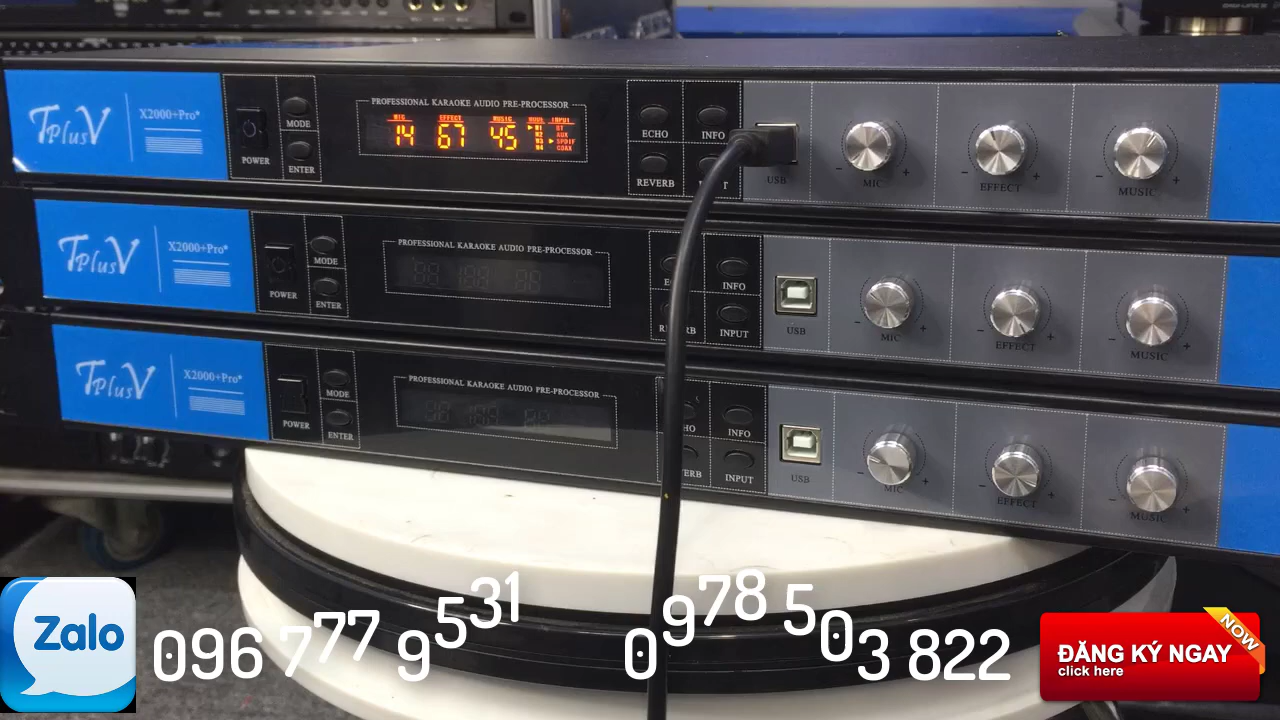 TPlusV
X2000+Pro*
POWER
MODE
ENTER
PROFESSIONAL KARAOKE AUDIO PRE-PROCESSOR
MIC EFFECT MUSIC MODE INPUT
14 67 45
M1 BT
M2 AUX
M3 SPDIF
M4 COAX
ECHO
INFO
REVERB
USB
MIC
EFFECT
MUSIC
- +
- +
- +
TPlusV
X2000+Pro*
POWER
MODE
ENTER
PROFESSIONAL KARAOKE AUDIO PRE-PROCESSOR
INFO
INPUT
USB
MIC
EFFECT
MUSIC
- +
- +
- +
TPlusV
X2000+Pro*
POWER
MODE
ENTER
PROFESSIONAL KARAOKE AUDIO PRE-PROCESSOR
INFO
INPUT
USB
MIC
EFFECT
MUSIC
- +
- +
- +
Zalo
096 7777 9531
0978 503 822
ĐĂNG KÝ NGAY
click here
NOW